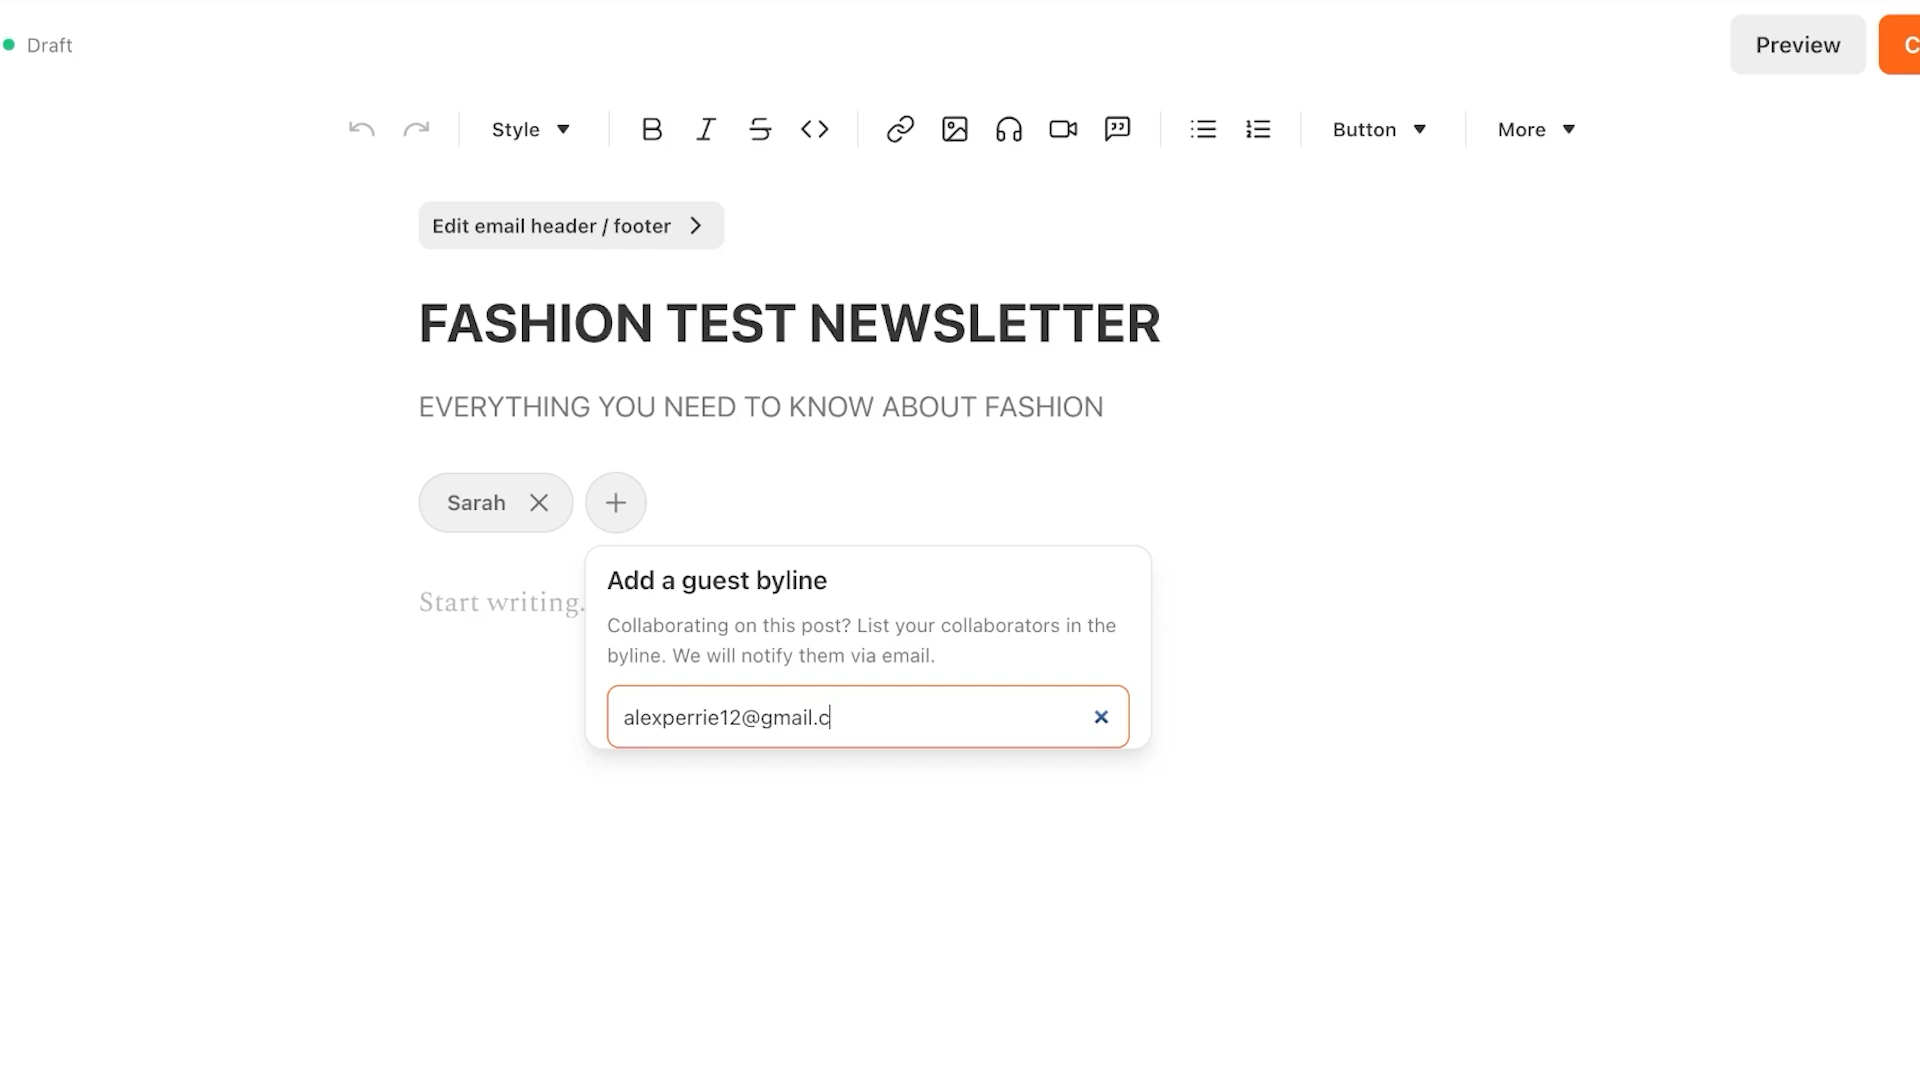 Draft
Preview
C
Style
Button
More
Edit email header / footer
FASHION TEST NEWSLETTER
EVERYTHING YOU NEED TO KNOW ABOUT FASHION
Sarah
Start writing.
Add a guest byline
Collaborating on this post? List your collaborators in the
byline. We will notify them via email.
alexperrie12@gmail.c